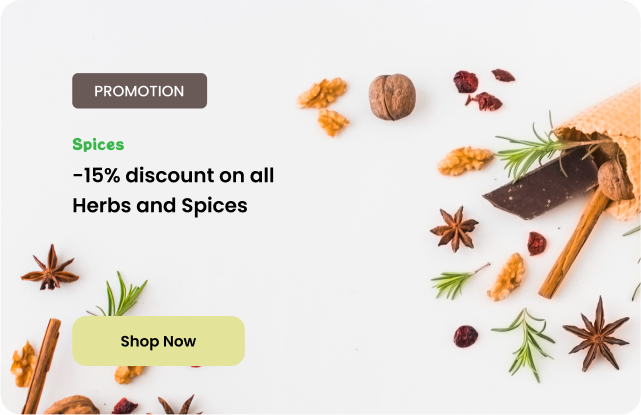 PROMOTION
Spices
-15% discount on all
Herbs and Spices
Shop Now